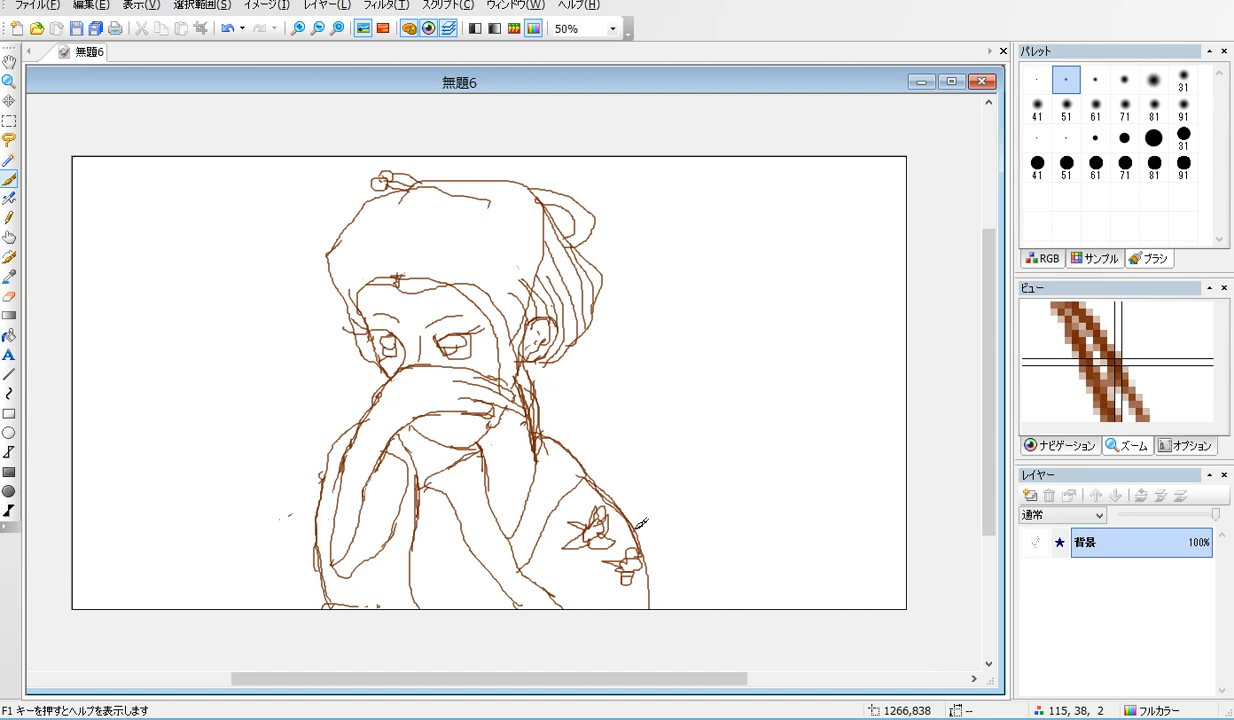 ファイル(F) 編集(E) 表示(V) 選択範囲(S) イメージ(I) レイヤー(L) フィルタ(T) スクリプト(C) ウィンドウ(W) ヘルプ(H)
50%
無題6
無題6
パレット
31
41 51 61 71 81 91
31
41 51 61 71 81 91
RGB サンプル ブラシ
ビュー
ナビゲーション ズーム オプション
レイヤー
通常
背景 100%
F1 キーを押すとヘルプを表示します 1266,838 -- 115, 38, 2 フルカラー